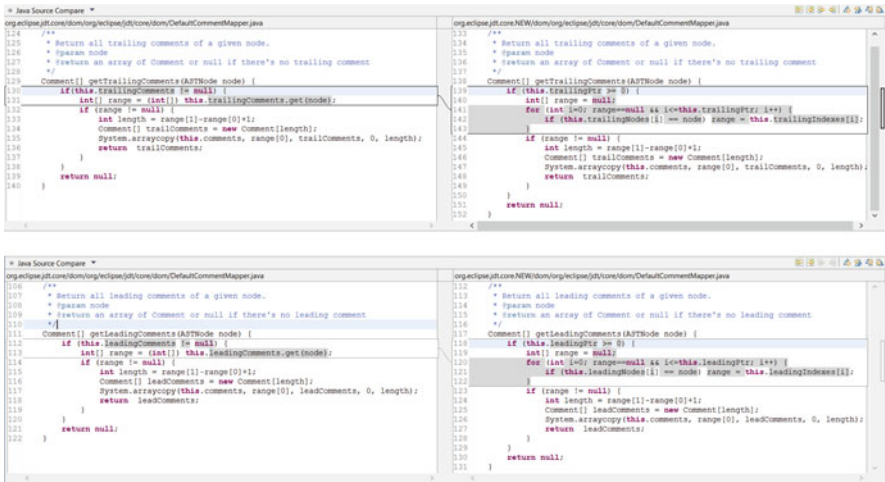 Java Source Compare
org.eclipse.jdt.core/dom/org/eclipse/jdt/core/dom/DefaultCommentMapper.java
124 /**
125 * Return all trailing comments of a given node.
126 * @param node
127 * @return an array of Comment or null if there's no trailing comment
128 */
129 Comment[] getTrailingComments(ASTNode node) {
130 if(this.trailingComments != null) {
131 int[] range = (int[]) this.trailingComments.get(node);
132 if (range != null) {
133 int length = range[1]-range[0]+1;
134 Comment[] trailComments = new Comment[length];
135 System.arraycopy(this.comments, range[0], trailComments, 0, length);
136 return trailComments;
137 }
138 }
139 return null;
140 }
org.eclipse.jdt.core.NEW/dom/org/eclipse/jdt/core/dom/DefaultCommentMapper.java
133 /**
134 * Return all trailing comments of a given node.
135 * @param node
136 * @return an array of Comment or null if there's no trailing comment
137 */
138 Comment[] getTrailingComments(ASTNode node) {
139 if (this.trailingPtr >= 0) {
140 int[] range = null;
141 for (int i=0; range==null && i<=this.trailingPtr; i++) {
142 if (this.trailingNodes[i] == node) range = this.trailingIndexes[i];
143 }
144 if (range != null) {
145 int length = range[1]-range[0]+1;
146 Comment[] trailComments = new Comment[length];
147 System.arraycopy(this.comments, range[0], trailComments, 0, length);
148 return trailComments;
149 }
150 }
151 return null;
152 }
Java Source Compare
org.eclipse.jdt.core/dom/org/eclipse/jdt/core/dom/DefaultCommentMapper.java
106 /**
107 * Return all leading comments of a given node.
108 * @param node
109 * @return an array of Comment or null if there's no leading comment
110 */
111 Comment[] getLeadingComments(ASTNode node) {
112 if (this.leadingComments != null) {
113 int[] range = (int[]) this.leadingComments.get(node);
114 if (range != null) {
115 int length = range[1]-range[0]+1;
116 Comment[] leadComments = new Comment[length];
117 System.arraycopy(this.comments, range[0], leadComments, 0, length);
118 return leadComments;
119 }
120 }
121 return null;
122 }
org.eclipse.jdt.core.NEW/dom/org/eclipse/jdt/core/dom/DefaultCommentMapper.java
112 /**
113 * Return all leading comments of a given node.
114 * @param node
115 * @return an array of Comment or null if there's no leading comment
116 */
117 Comment[] getLeadingComments(ASTNode node) {
118 if (this.leadingPtr >= 0) {
119 int[] range = null;
120 for (int i=0; range==null && i<=this.leadingPtr; i++) {
121 if (this.leadingNodes[i] == node) range = this.leadingIndexes[i];
122 }
123 if (range != null) {
124 int length = range[1]-range[0]+1;
125 Comment[] leadComments = new Comment[length];
126 System.arraycopy(this.comments, range[0], leadComments, 0, length);
127 return leadComments;
128 }
129 }
130 return null;
131 }